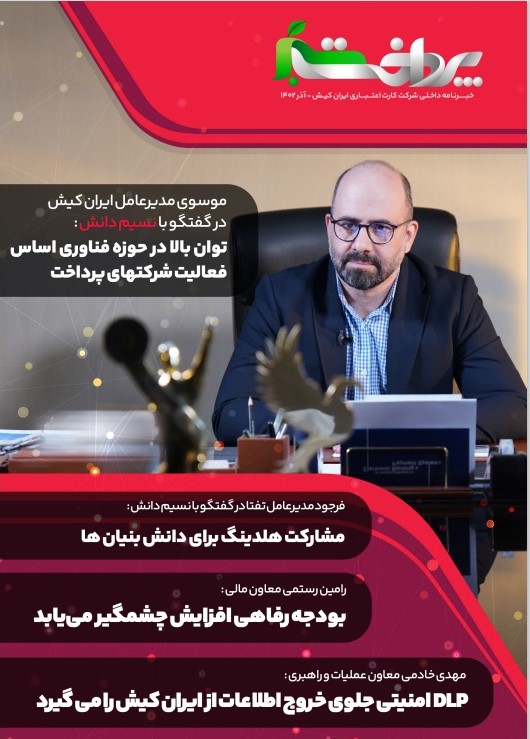 پرداخت
خبرنامه داخلی شرکت کارت اعتباری ایران کیش - آذر ۱۴۰۲
موسوی مدیرعامل ایران کیش
در گفتگو با نسیم دانش :
توان بالا در حوزه فناوری اساس
فعالیت شرکتهای پرداخت
فرجود مدیرعامل تفتا در گفتگو با نسیم دانش :
مشارکت هلدینگ برای دانش بنیان ها
رامین رستمی معاون مالی :
بودجه رفاهی افزایش چشمگیر می‌یابد
مهدی خادمی معاون عملیات و راهبری :
DLP امنیتی جلوی خروج اطلاعات از ایران کیش را می گیرد